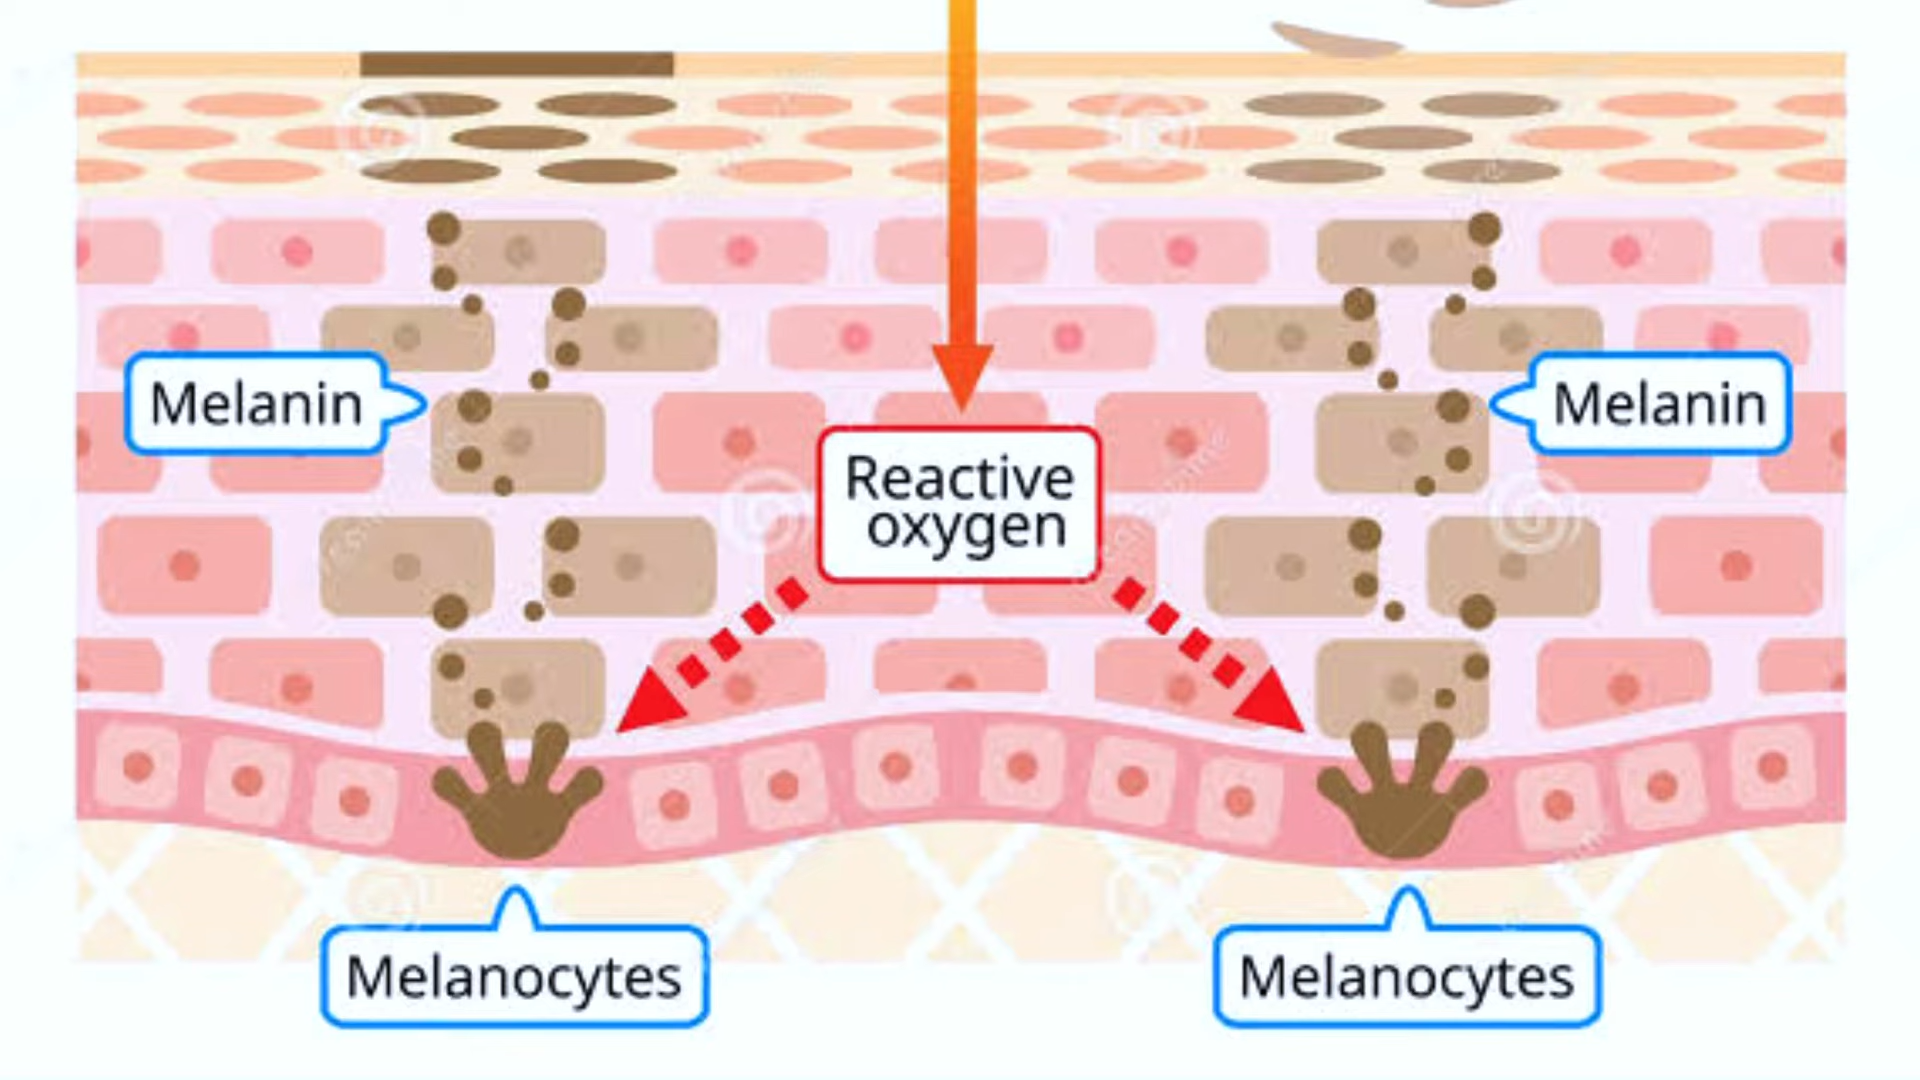 Melanin
Melanin
Reactive
oxygen
Melanocytes
Melanocytes